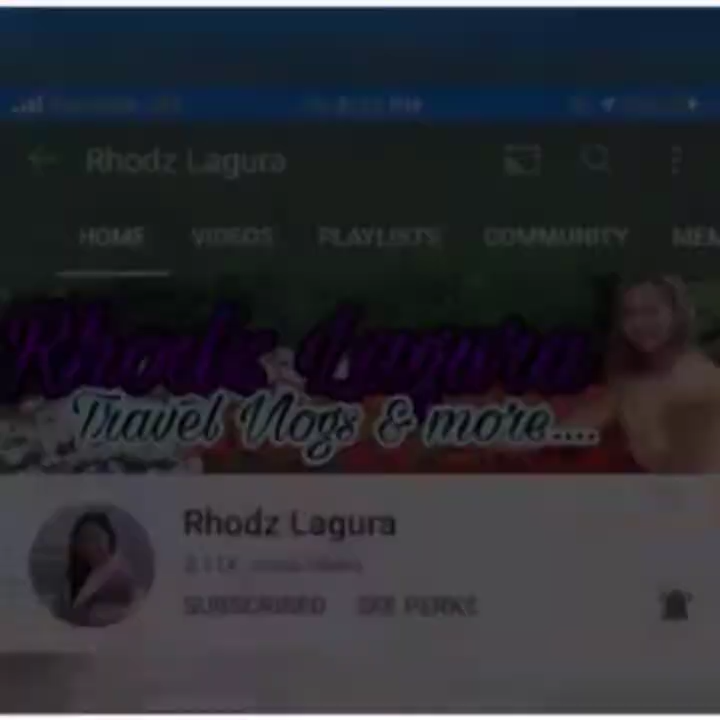 Rhodz Lagura
HOME VIDEOS PLAYLISTS COMMUNITY
Rhodz Lagura
Travel Vlogs & more....
Rhodz Lagura
SUBSCRIBED SEE PERKS